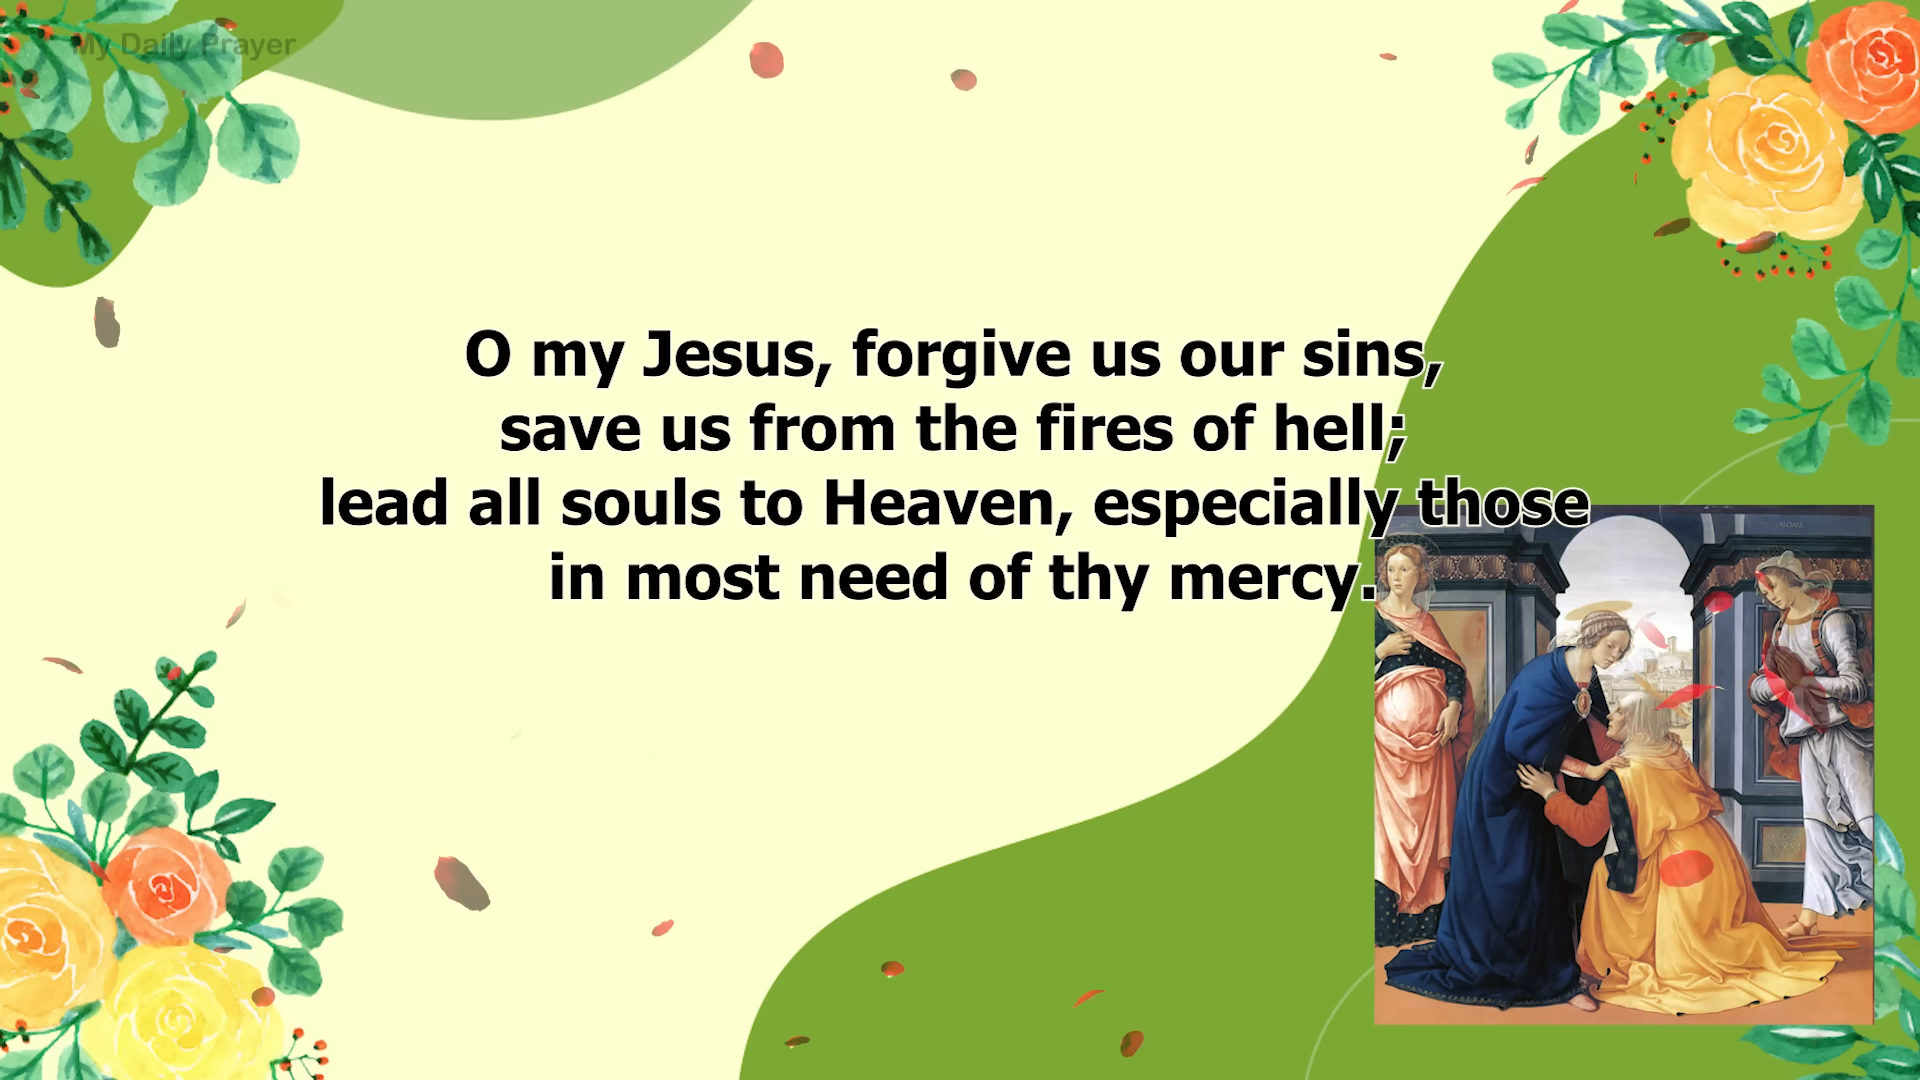 My Daily Prayer
O my Jesus, forgive us our sins,
save us from the fires of hell;
lead all souls to Heaven, especially those
in most need of thy mercy.